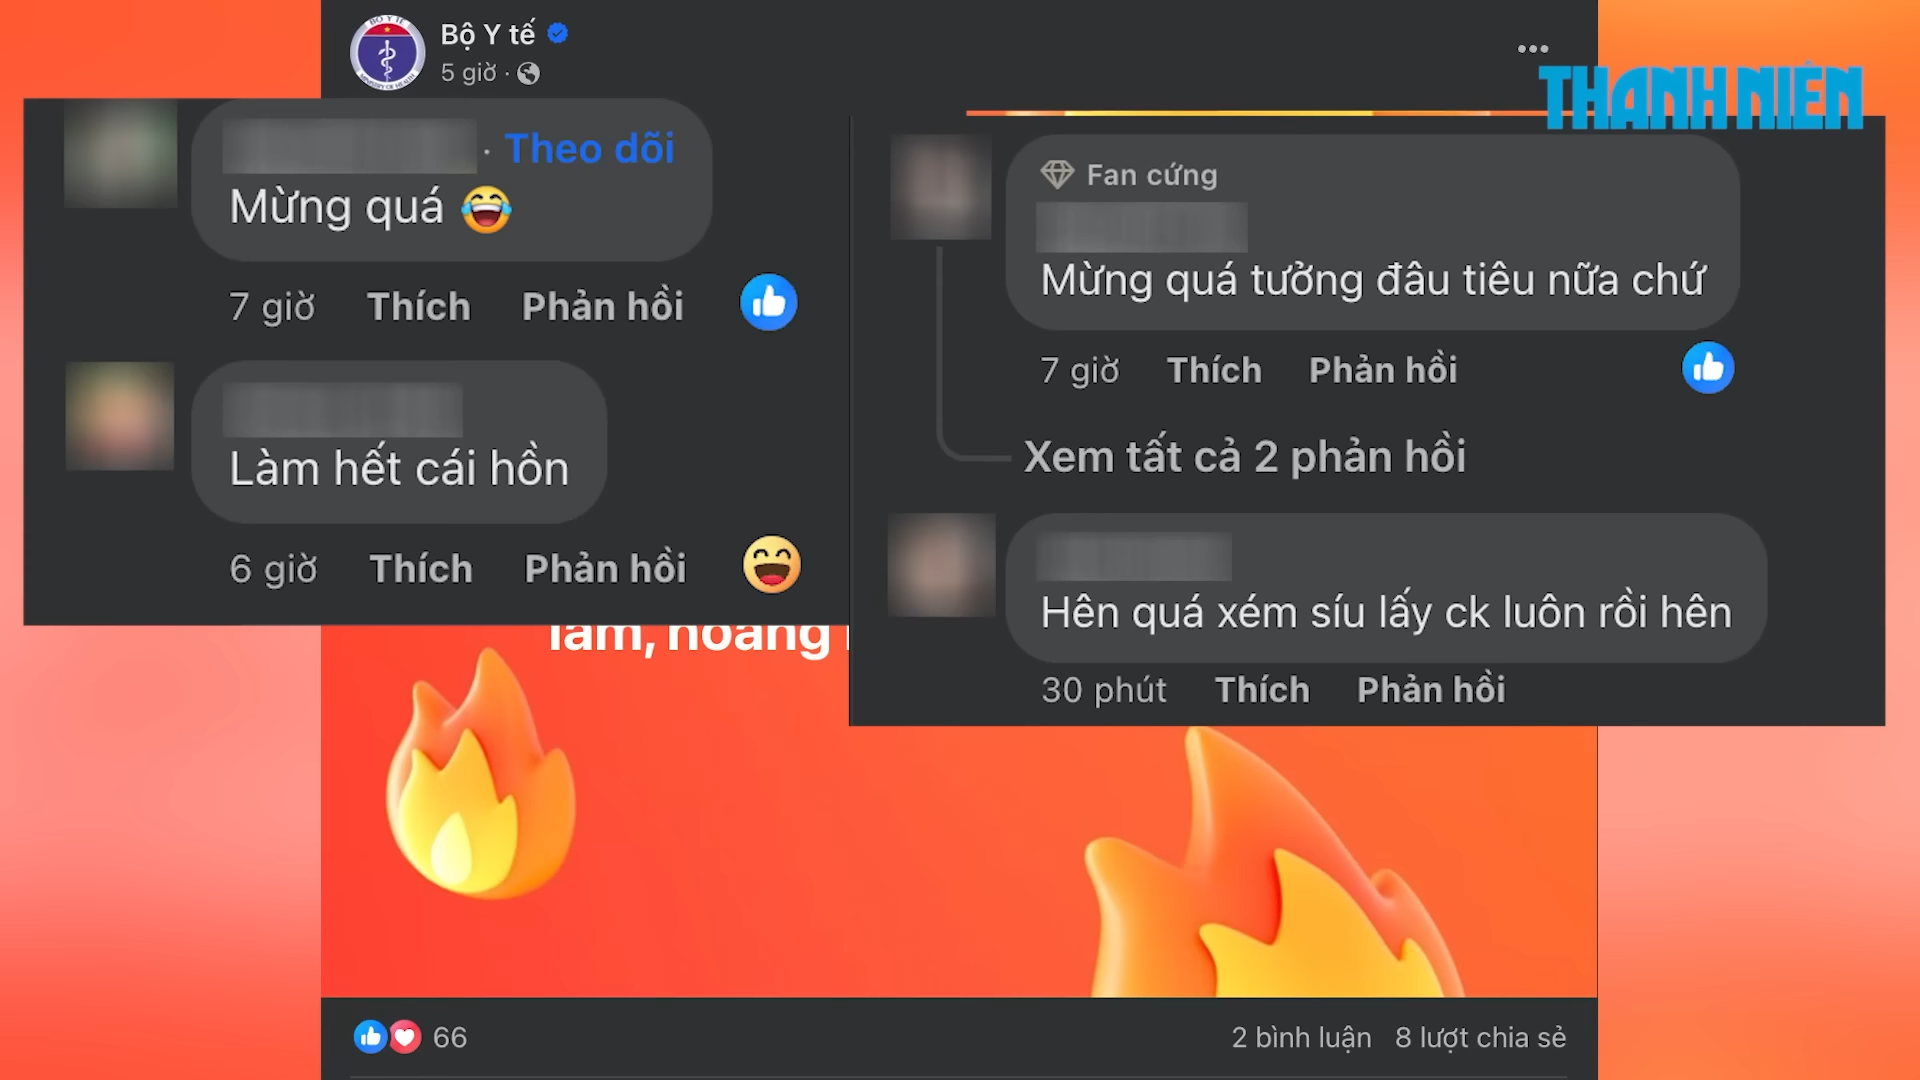 Bộ Y tế
5 giờ ·
THANH NIÊN
· Theo dõi
Mừng quá 😂
7 giờ Thích Phản hồi
Làm hết cái hồn
6 giờ Thích Phản hồi
Fan cứng
Mừng quá tưởng đâu tiêu nữa chứ
7 giờ Thích Phản hồi
Xem tất cả 2 phản hồi
Hên quá xém síu lấy ck luôn rồi hên
30 phút Thích Phản hồi
66
2 bình luận 8 lượt chia sẻ